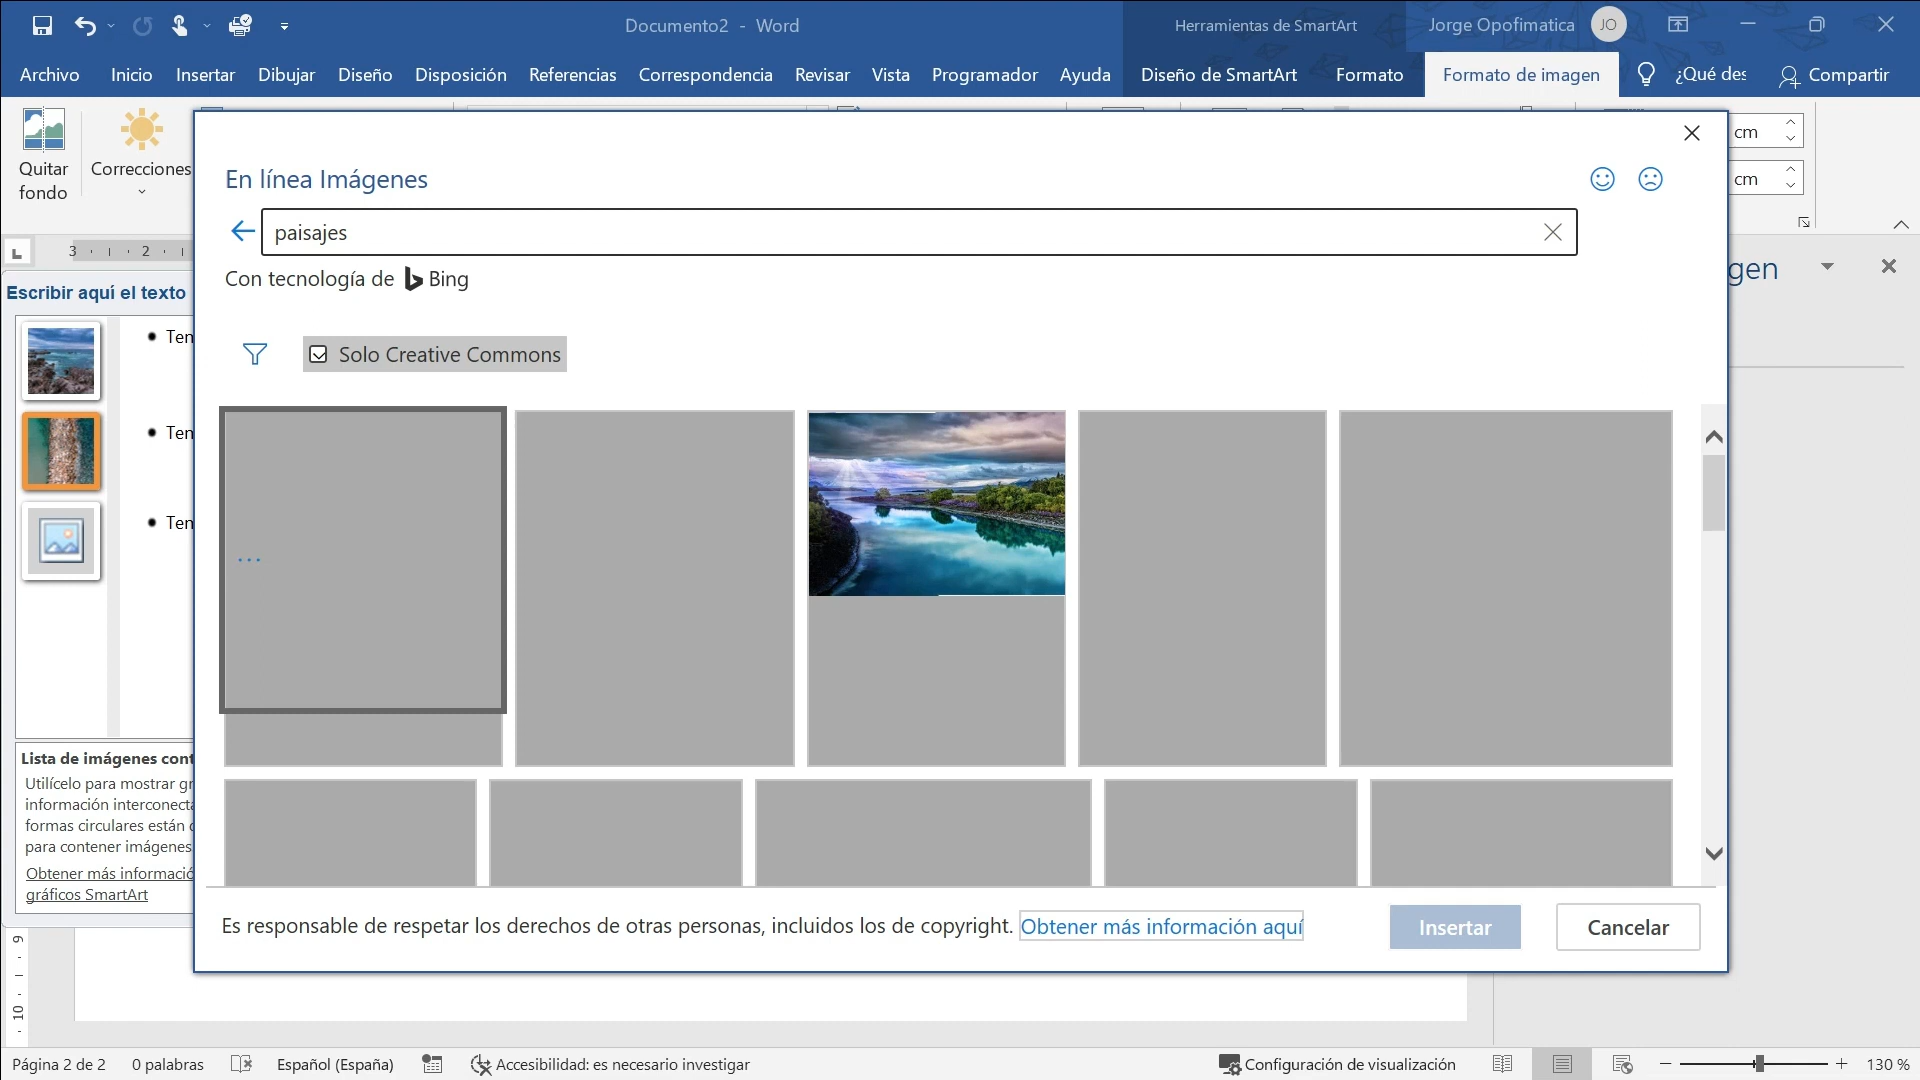 Documento2 - Word
Herramientas de SmartArt
Jorge Opofimatica
JO
Archivo Inicio Insertar Dibujar Diseño Disposición Referencias Correspondencia Revisar Vista Programador Ayuda Diseño de SmartArt Formato Formato de imagen ¿Qué des Compartir
Quitar
fondo
Correcciones
cm
cm
3 2
gen
Escribir aquí el texto
Ten
Ten
Ten
En línea Imágenes
paisajes
Con tecnología de Bing
Solo Creative Commons
...
Lista de imágenes cont
Utilícelo para mostrar gr
información interconecta
formas circulares están
para contener imágenes
Obtener más informació
gráficos SmartArt
Es responsable de respetar los derechos de otras personas, incluidos los de copyright. Obtener más información aquí
Insertar
Cancelar
9
10
Página 2 de 2 0 palabras Español (España) Accesibilidad: es necesario investigar Configuración de visualización 130 %